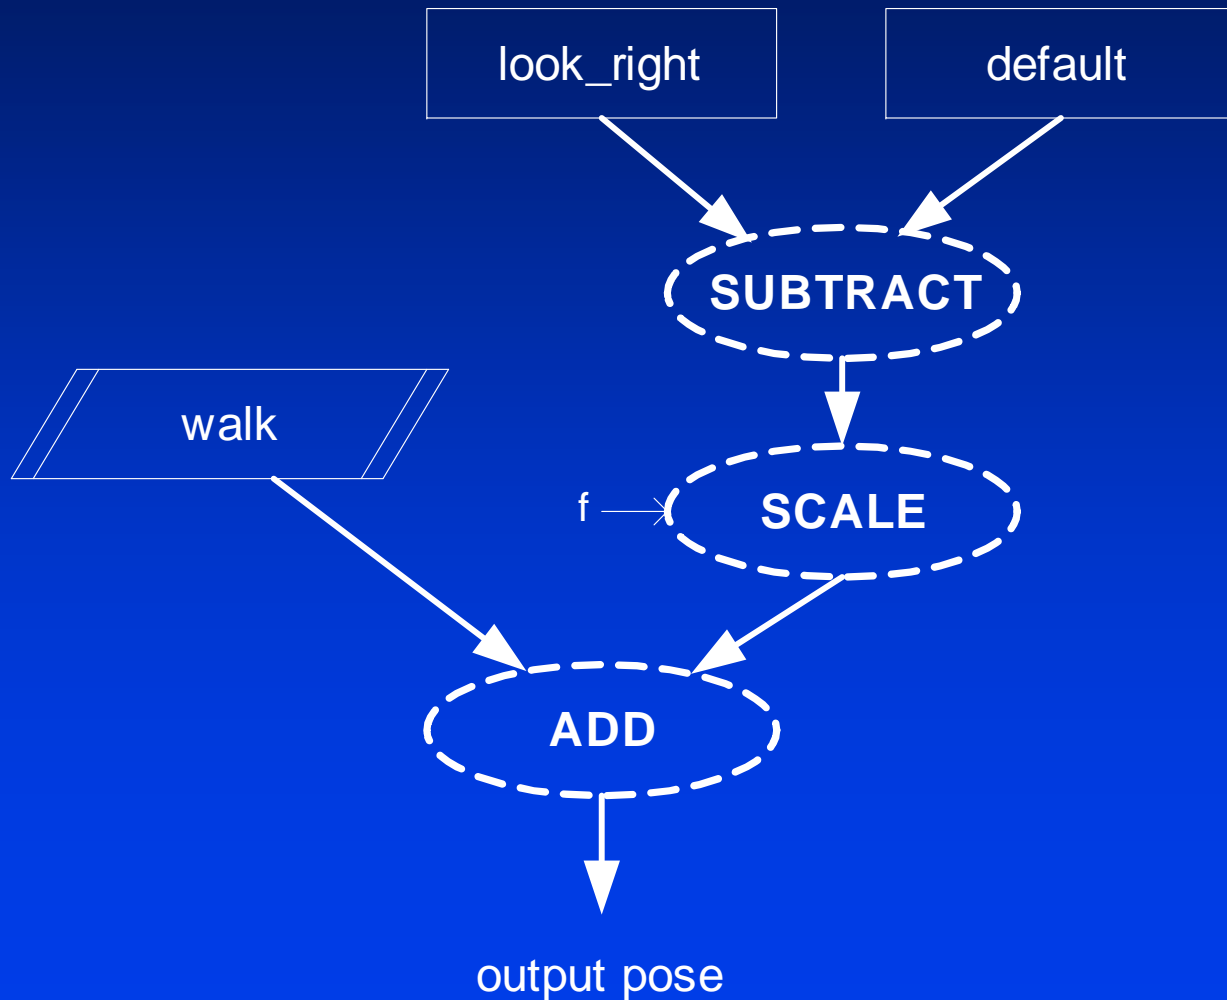 look_right
default
SUBTRACT
walk
f
SCALE
ADD
output pose